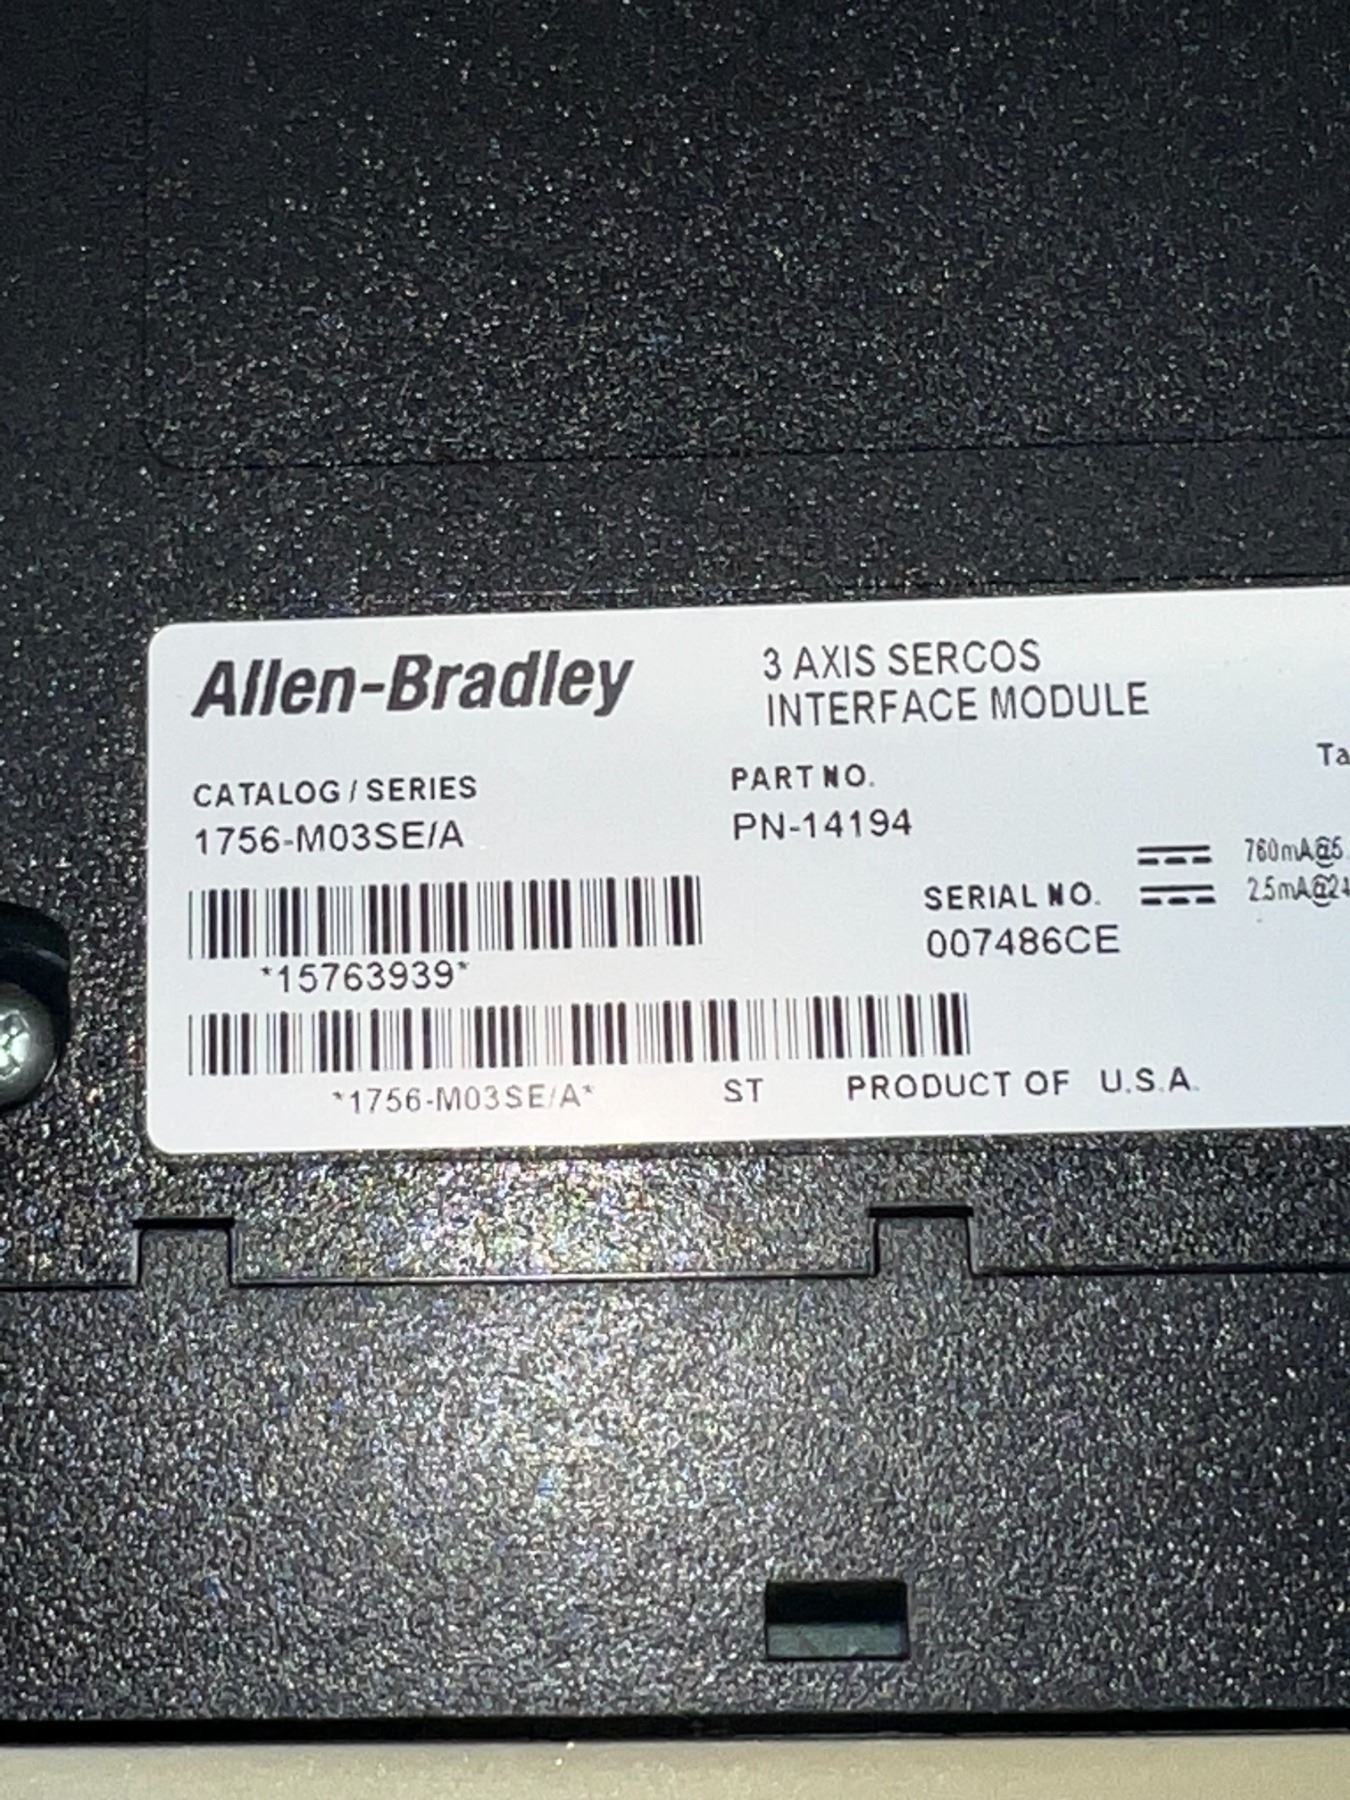 Allen-Bradley
3 AXIS SERCOS
INTERFACE MODULE
CATALOG / SERIES
1756-M03SE/A
PART NO.
PN-14194
Ta
760mA@5.
2.5mA@24
SERIAL NO.
007486CE
*15763939*
*1756-M03SE/A*
ST
PRODUCT OF U.S.A.